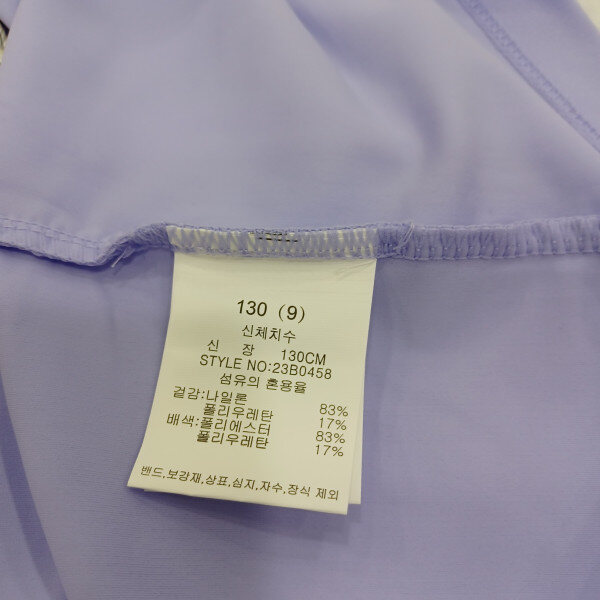 130 (9)
신체치수
신 장 130CM
STYLE NO:23B0458
섬유의 혼용율
겉감:나일론 83%
폴리우레탄 17%
배색:폴리에스터 83%
폴리우레탄 17%
밴드,보강재,상표,심지,자수,장식 제외